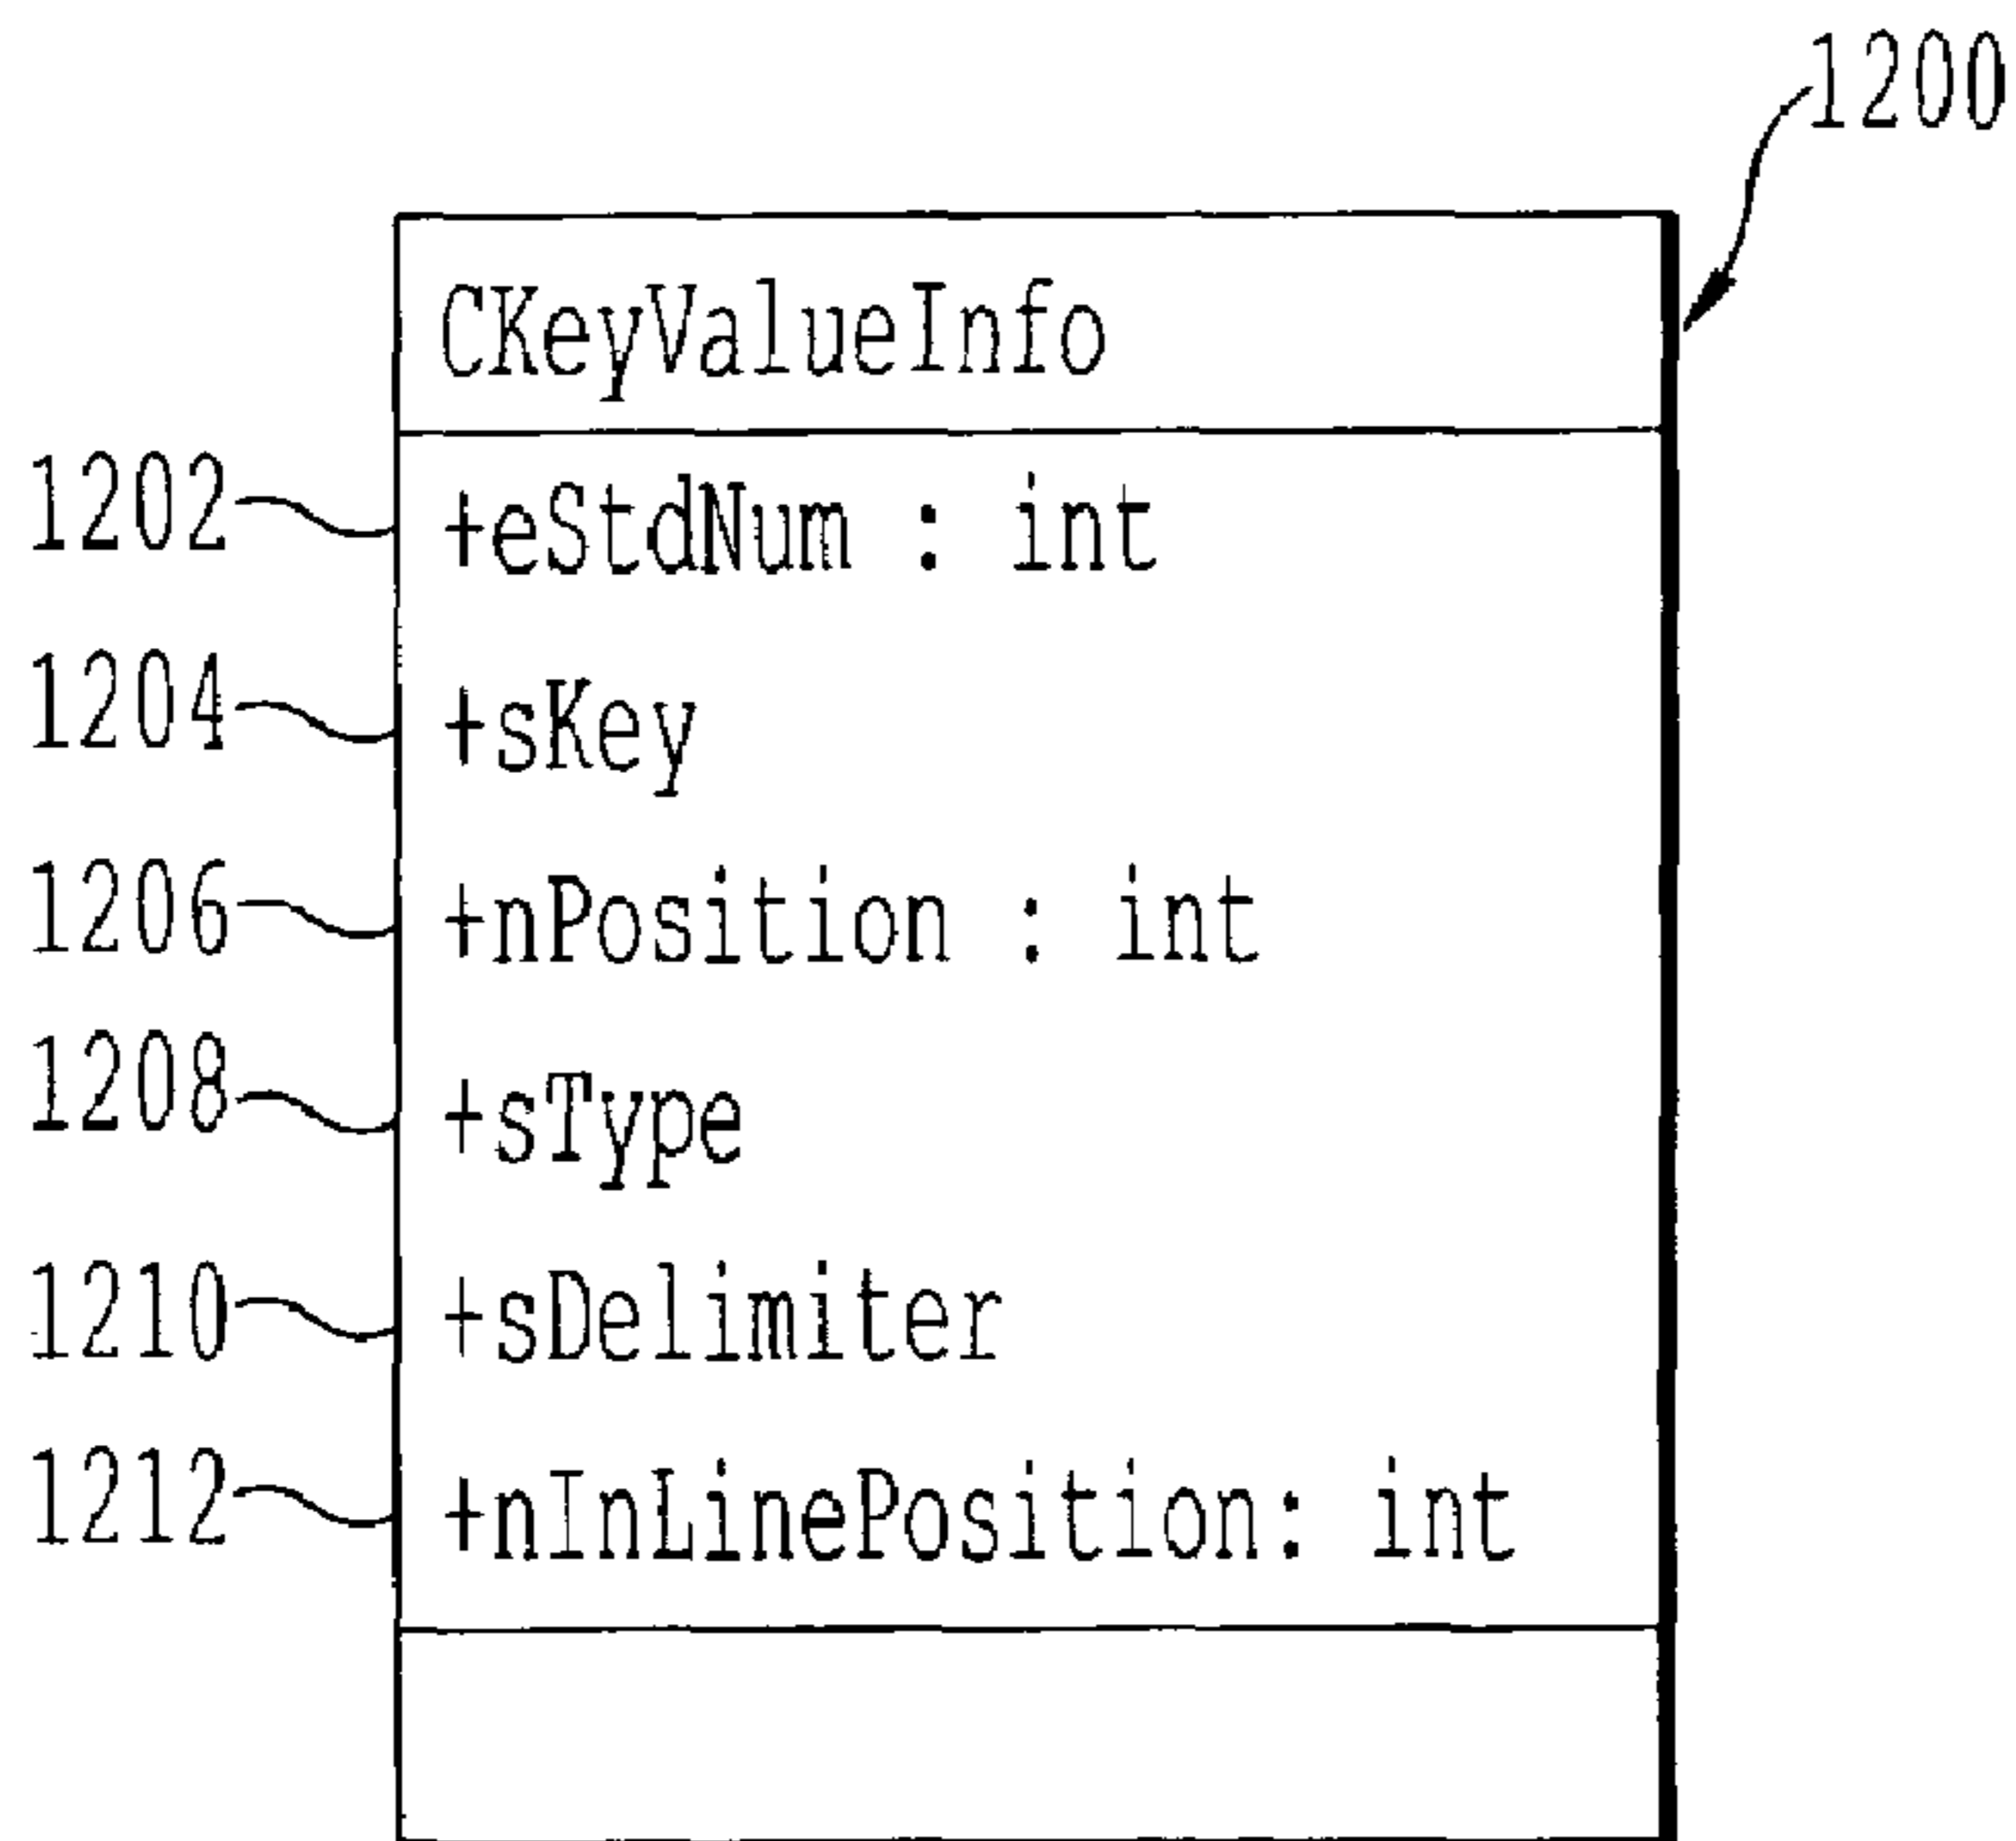 1200
CKeyValueInfo
1202 +eStdNum : int
1204 +sKey
1206 +nPosition : int
1208 +sType
1210 +sDelimiter
1212 +nInLinePosition: int